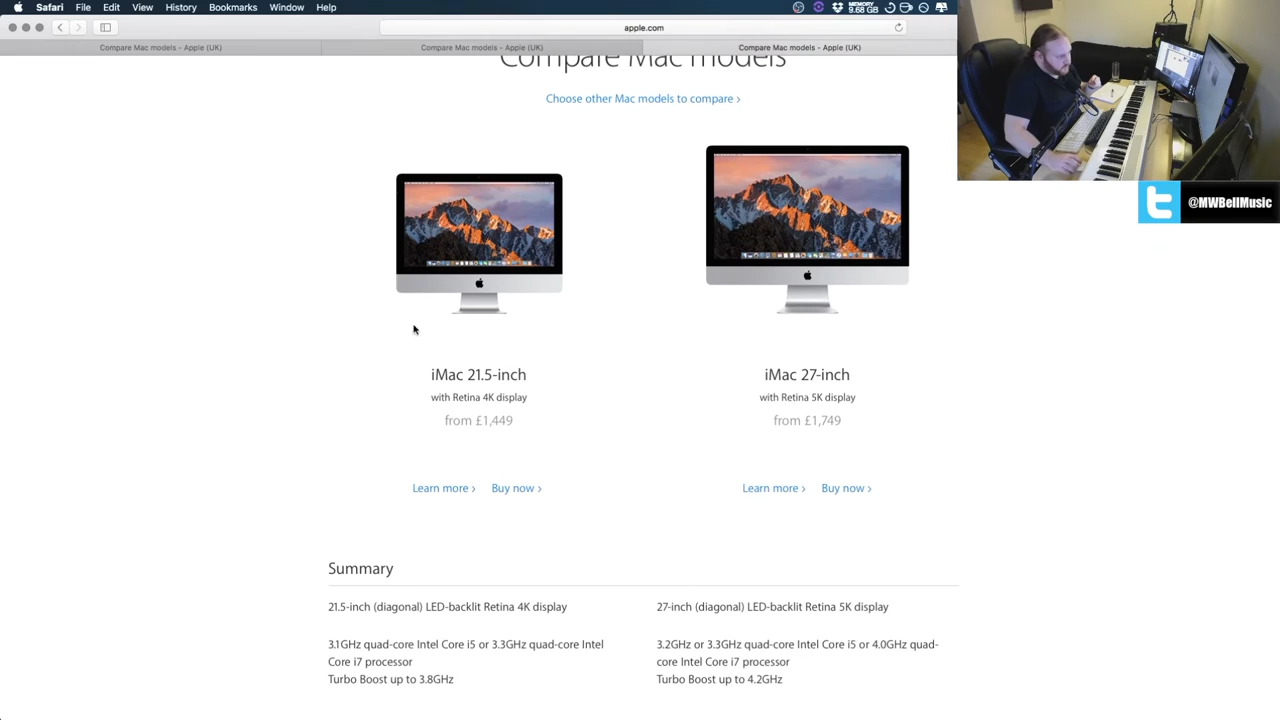 Safari File Edit View History Bookmarks Window Help
MEMORY
9.68 GB
apple.com
Compare Mac models - Apple (UK)
Compare Mac models - Apple (UK)
Compare Mac models - Apple (UK)
Compare Mac models
Choose other Mac models to compare >
@MWBellMusic
iMac 21.5-inch
with Retina 4K display
from £1,449
Learn more > Buy now >
iMac 27-inch
with Retina 5K display
from £1,749
Learn more > Buy now >
Summary
21.5-inch (diagonal) LED-backlit Retina 4K display
3.1GHz quad-core Intel Core i5 or 3.3GHz quad-core Intel
Core i7 processor
Turbo Boost up to 3.8GHz
27-inch (diagonal) LED-backlit Retina 5K display
3.2GHz or 3.3GHz quad-core Intel Core i5 or 4.0GHz quad-
core Intel Core i7 processor
Turbo Boost up to 4.2GHz